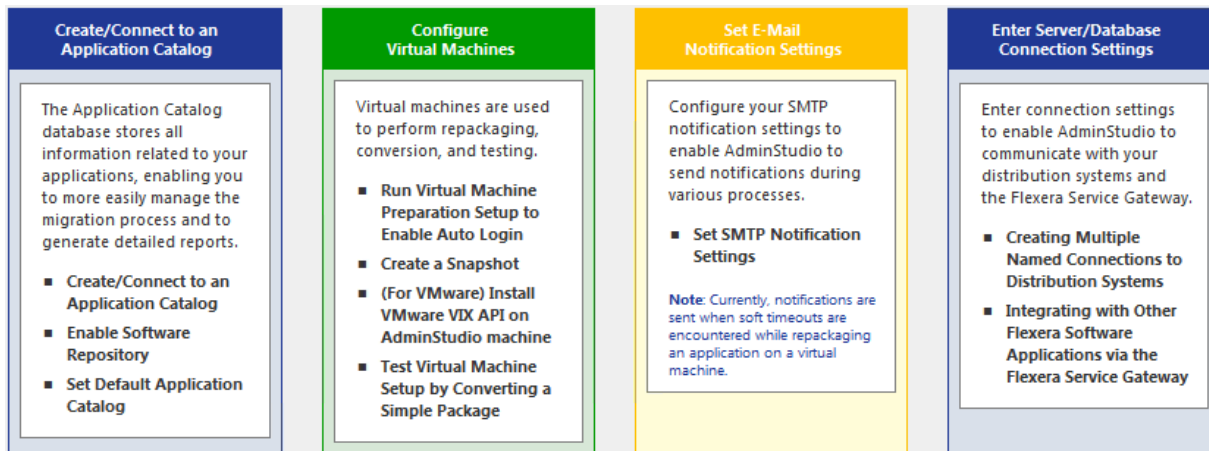 Create/Connect to an
Application Catalog
The Application Catalog
database stores all
information related to your
applications, enabling you
to more easily manage the
migration process and to
generate detailed reports.
■ Create/Connect to an
Application Catalog
■ Enable Software
Repository
■ Set Default Application
Catalog
Configure
Virtual Machines
Virtual machines are used
to perform repackaging,
conversion, and testing.
■ Run Virtual Machine
Preparation Setup to
Enable Auto Login
■ Create a Snapshot
■ (For VMware) Install
VMware VIX API on
AdminStudio machine
■ Test Virtual Machine
Setup by Converting a
Simple Package
Set E-Mail
Notification Settings
Configure your SMTP
notification settings to
enable AdminStudio to
send notifications during
various processes.
■ Set SMTP Notification
Settings
Note: Currently, notifications are
sent when soft timeouts are
encountered while repackaging
an application on a virtual
machine.
Enter Server/Database
Connection Settings
Enter connection settings
to enable AdminStudio to
communicate with your
distribution systems and
the Flexera Service Gateway.
■ Creating Multiple
Named Connections to
Distribution Systems
■ Integrating with Other
Flexera Software
Applications via the
Flexera Service Gateway